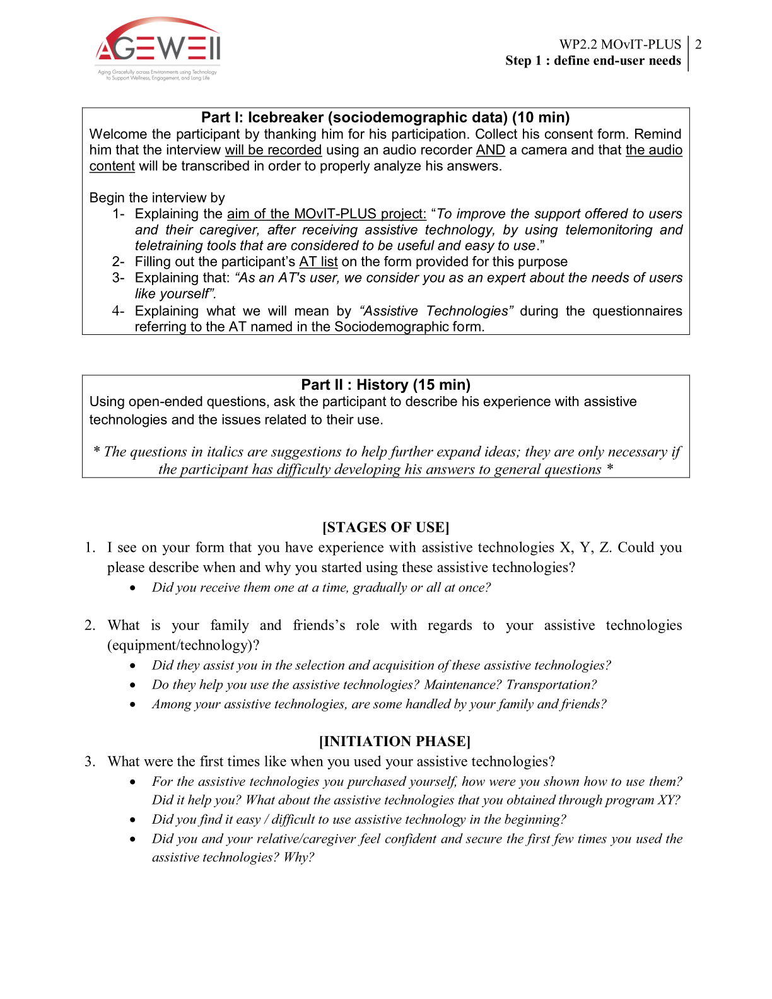 AGEWEll
Aging Gracefully across Environments using Technology
to Support Wellness, Engagement, and Long Life
WP2.2 MOvIT-PLUS 2
Step 1 : define end-user needs
Part I: Icebreaker (sociodemographic data) (10 min)
Welcome the participant by thanking him for his participation. Collect his consent form. Remind
him that the interview will be recorded using an audio recorder AND a camera and that the audio
content will be transcribed in order to properly analyze his answers.
Begin the interview by
1- Explaining the aim of the MOvIT-PLUS project: “To improve the support offered to users
and their caregiver, after receiving assistive technology, by using telemonitoring and
teletraining tools that are considered to be useful and easy to use.”
2- Filling out the participant’s AT list on the form provided for this purpose
3- Explaining that: “As an AT's user, we consider you as an expert about the needs of users
like yourself”.
4- Explaining what we will mean by “Assistive Technologies” during the questionnaires
referring to the AT named in the Sociodemographic form.
Part II : History (15 min)
Using open-ended questions, ask the participant to describe his experience with assistive
technologies and the issues related to their use.
* The questions in italics are suggestions to help further expand ideas; they are only necessary if
the participant has difficulty developing his answers to general questions *
[STAGES OF USE]
1. I see on your form that you have experience with assistive technologies X, Y, Z. Could you
please describe when and why you started using these assistive technologies?
• Did you receive them one at a time, gradually or all at once?
2. What is your family and friends’s role with regards to your assistive technologies
(equipment/technology)?
• Did they assist you in the selection and acquisition of these assistive technologies?
• Do they help you use the assistive technologies? Maintenance? Transportation?
• Among your assistive technologies, are some handled by your family and friends?
[INITIATION PHASE]
3. What were the first times like when you used your assistive technologies?
• For the assistive technologies you purchased yourself, how were you shown how to use them?
Did it help you? What about the assistive technologies that you obtained through program XY?
• Did you find it easy / difficult to use assistive technology in the beginning?
• Did you and your relative/caregiver feel confident and secure the first few times you used the
assistive technologies? Why?